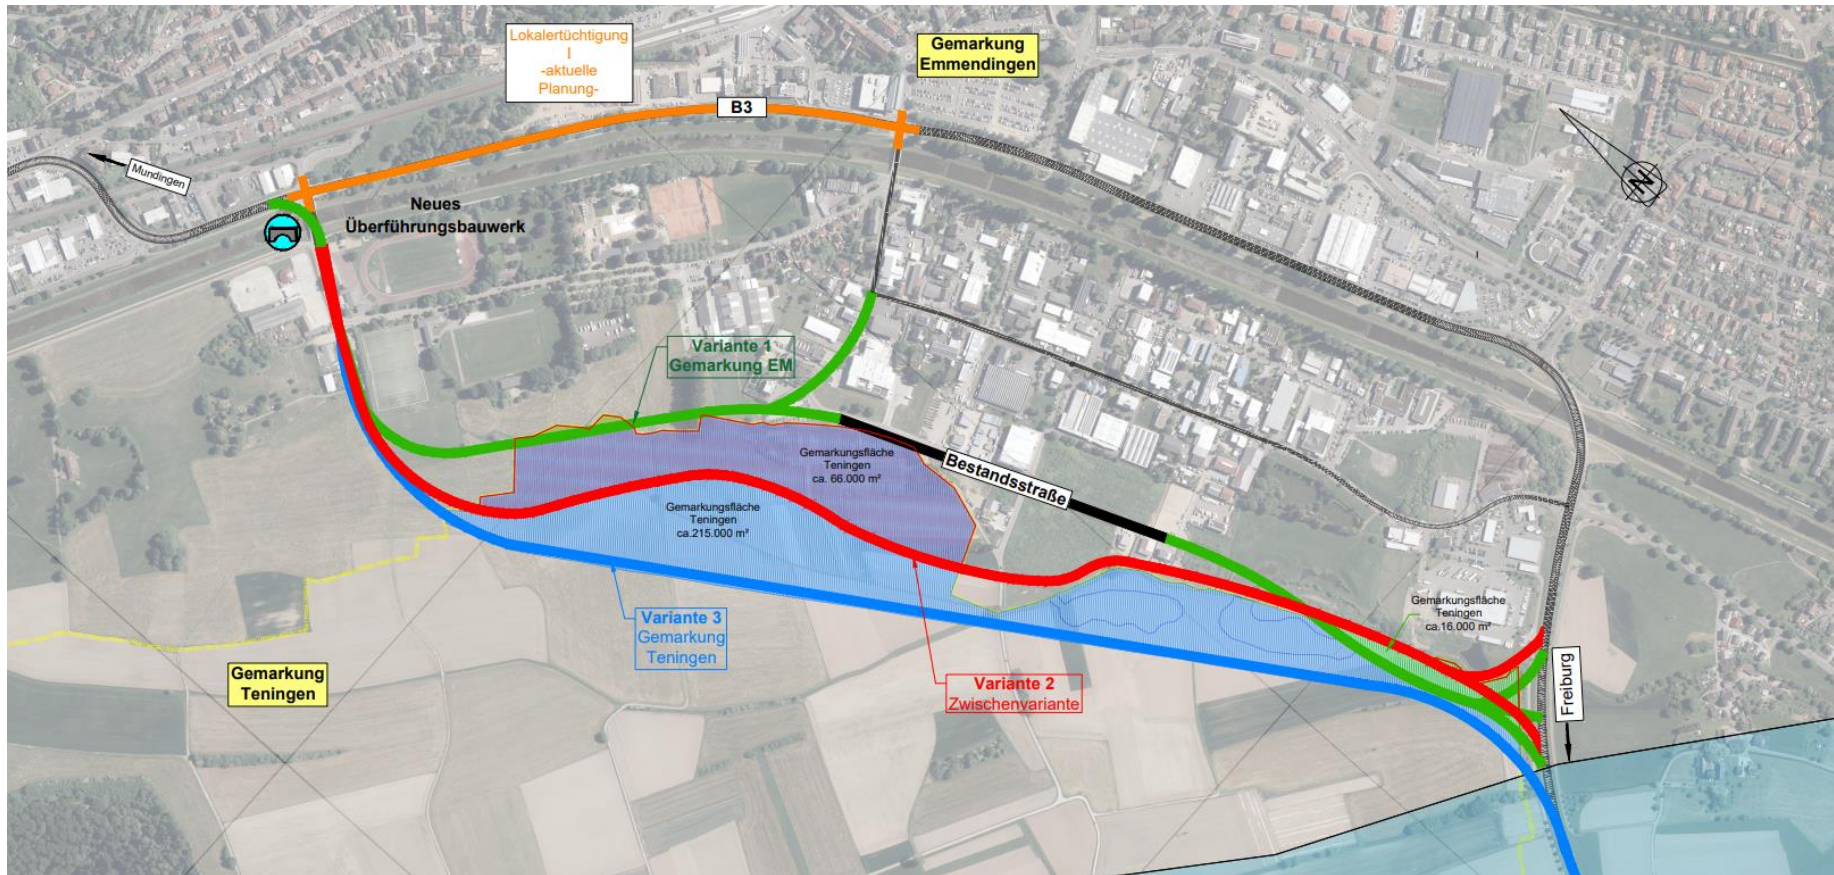 Lokalertüchtigung
I
-aktuelle
Planung-
Gemarkung
Emmendingen
B3
Mundingen
Neues
Überführungsbauwerk
N
Variante 1
Gemarkung EM
Gemarkungsfläche
Teningen
ca. 66.000 m²
Bestandsstraße
Gemarkungsfläche
Teningen
ca.215.000 m²
Gemarkungsfläche
Teningen
ca.16.000 m²
Variante 3
Gemarkung
Teningen
Gemarkung
Teningen
Variante 2
Zwischenvariante
Freiburg